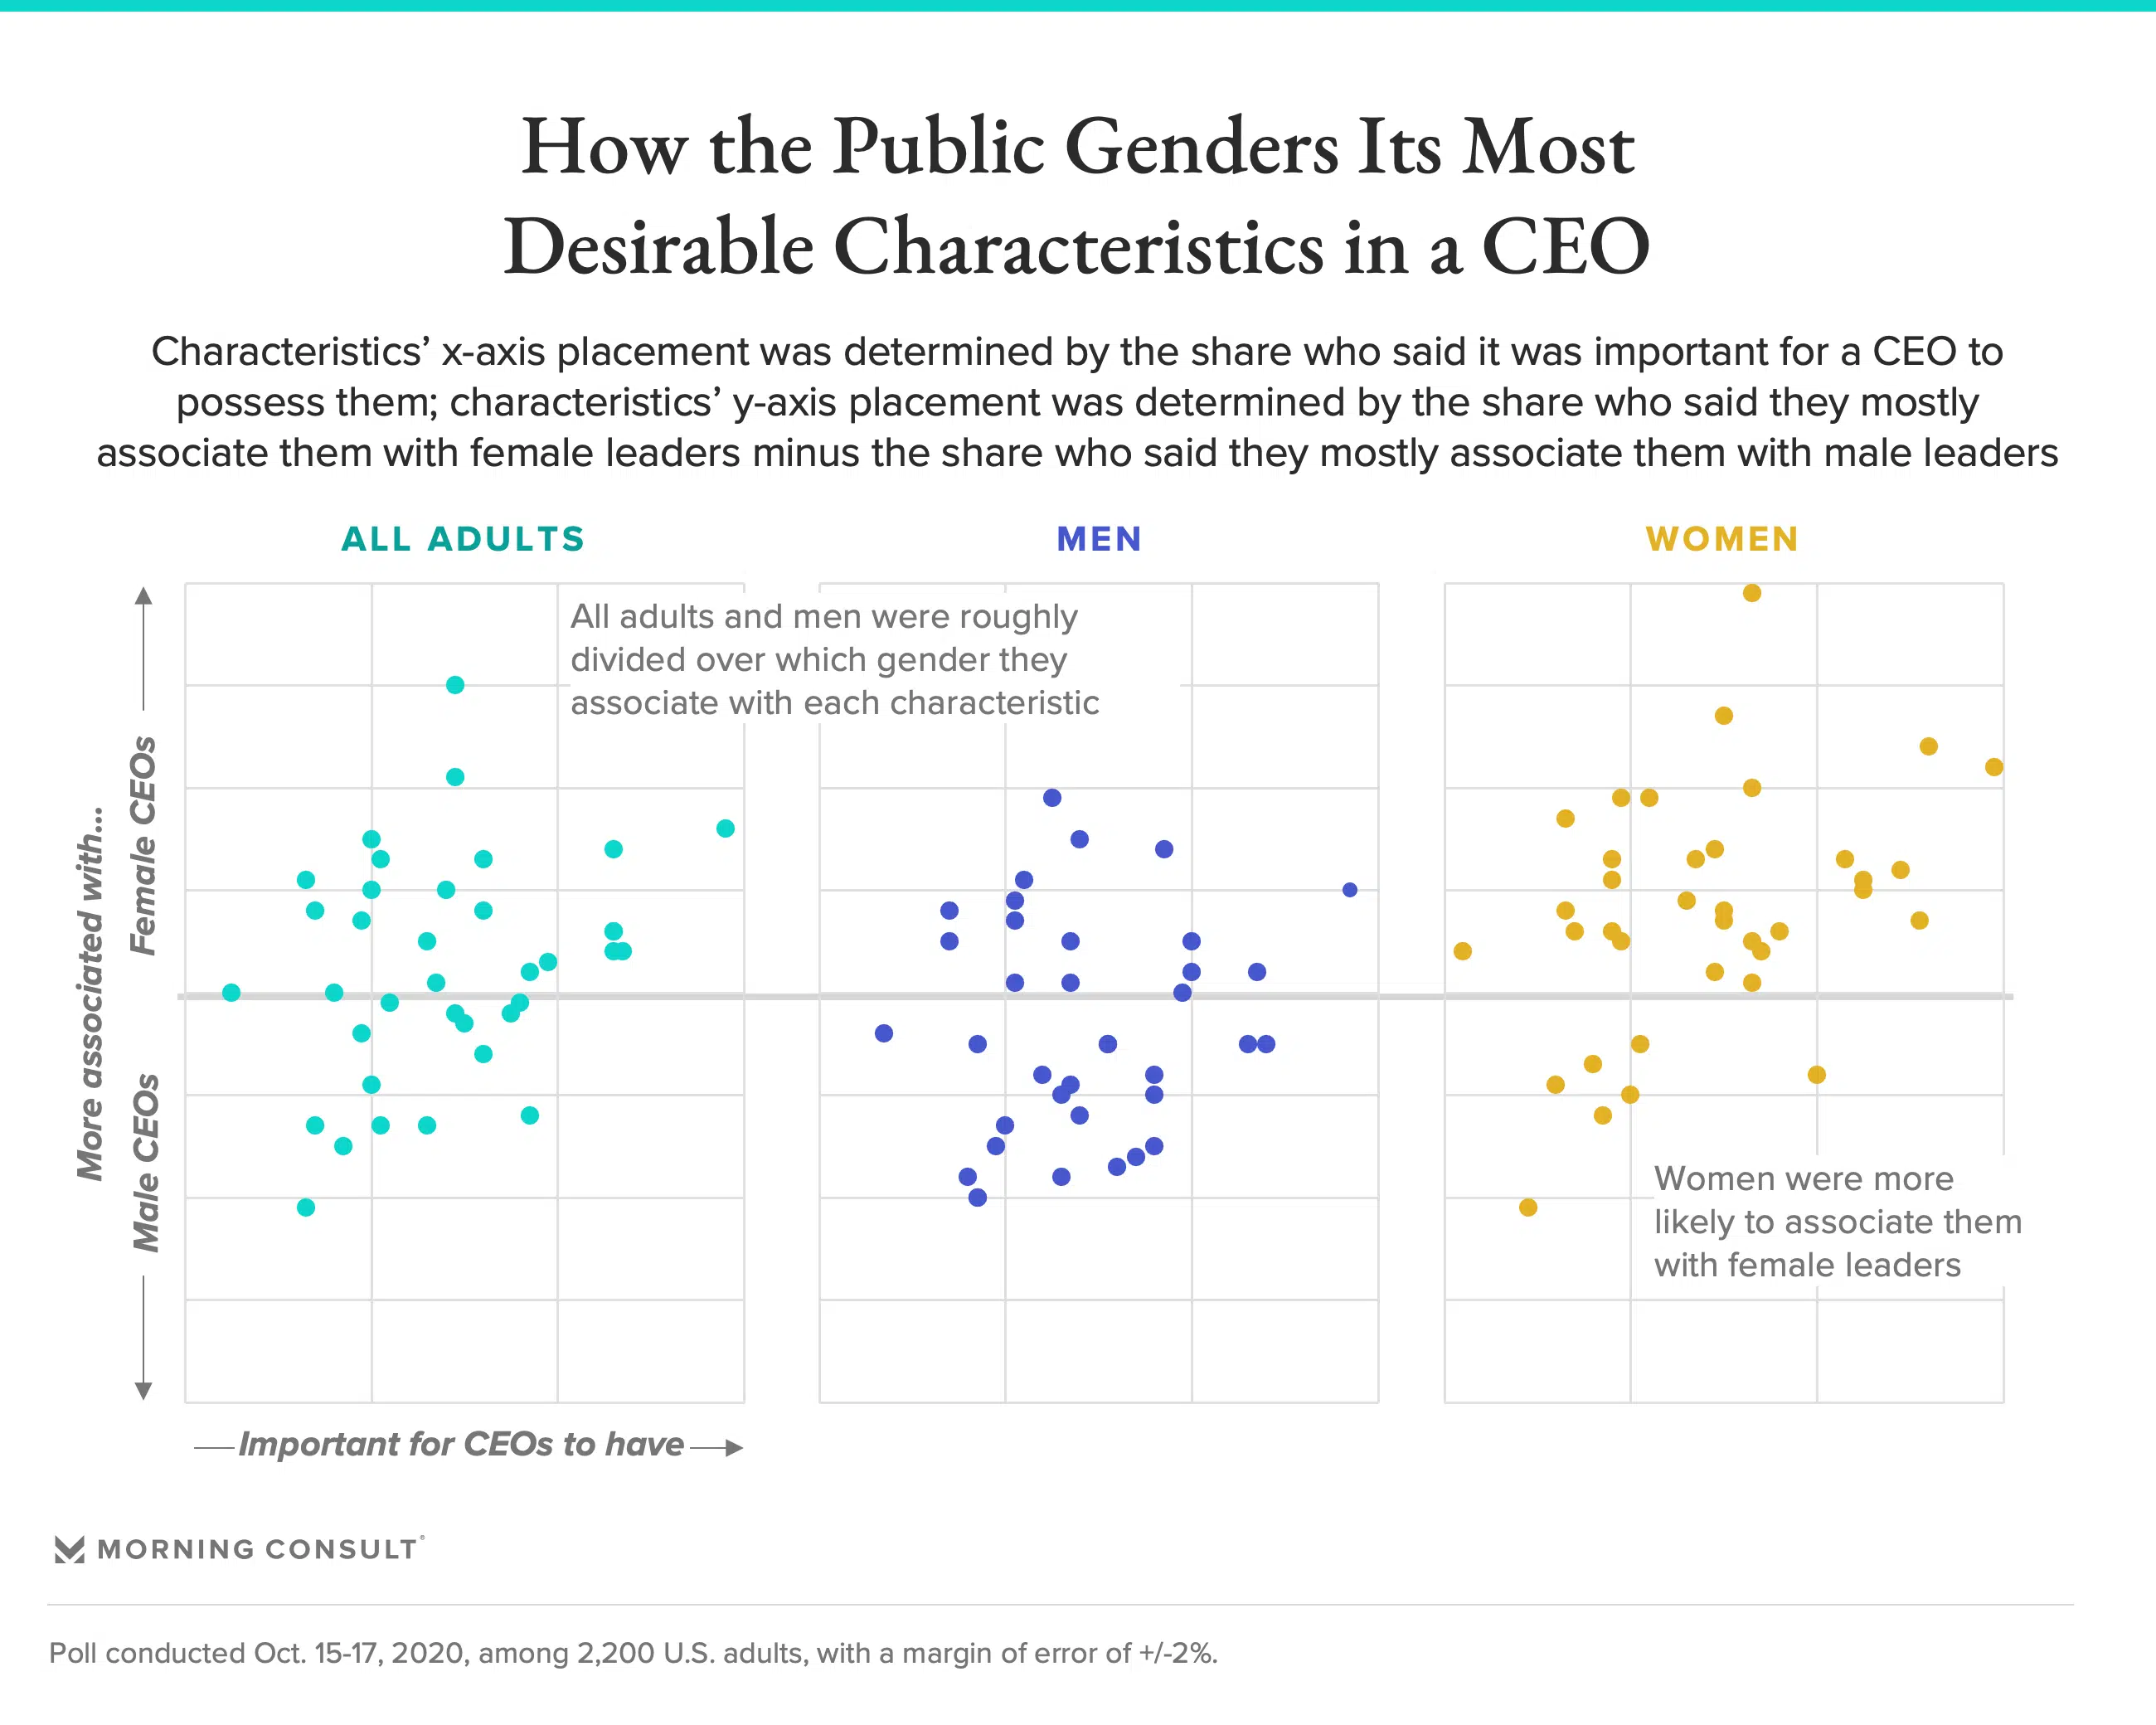 How the Public Genders Its Most
Desirable Characteristics in a CEO
Characteristics’ x-axis placement was determined by the share who said it was important for a CEO to
possess them; characteristics’ y-axis placement was determined by the share who said they mostly
associate them with female leaders minus the share who said they mostly associate them with male leaders
ALL ADULTS
MEN
WOMEN
More associated with...
Female CEOs
Male CEOs
All adults and men were roughly
divided over which gender they
associate with each characteristic
Women were more
likely to associate them
with female leaders
Important for CEOs to have
MORNING CONSULT®
Poll conducted Oct. 15-17, 2020, among 2,200 U.S. adults, with a margin of error of +/-2%.